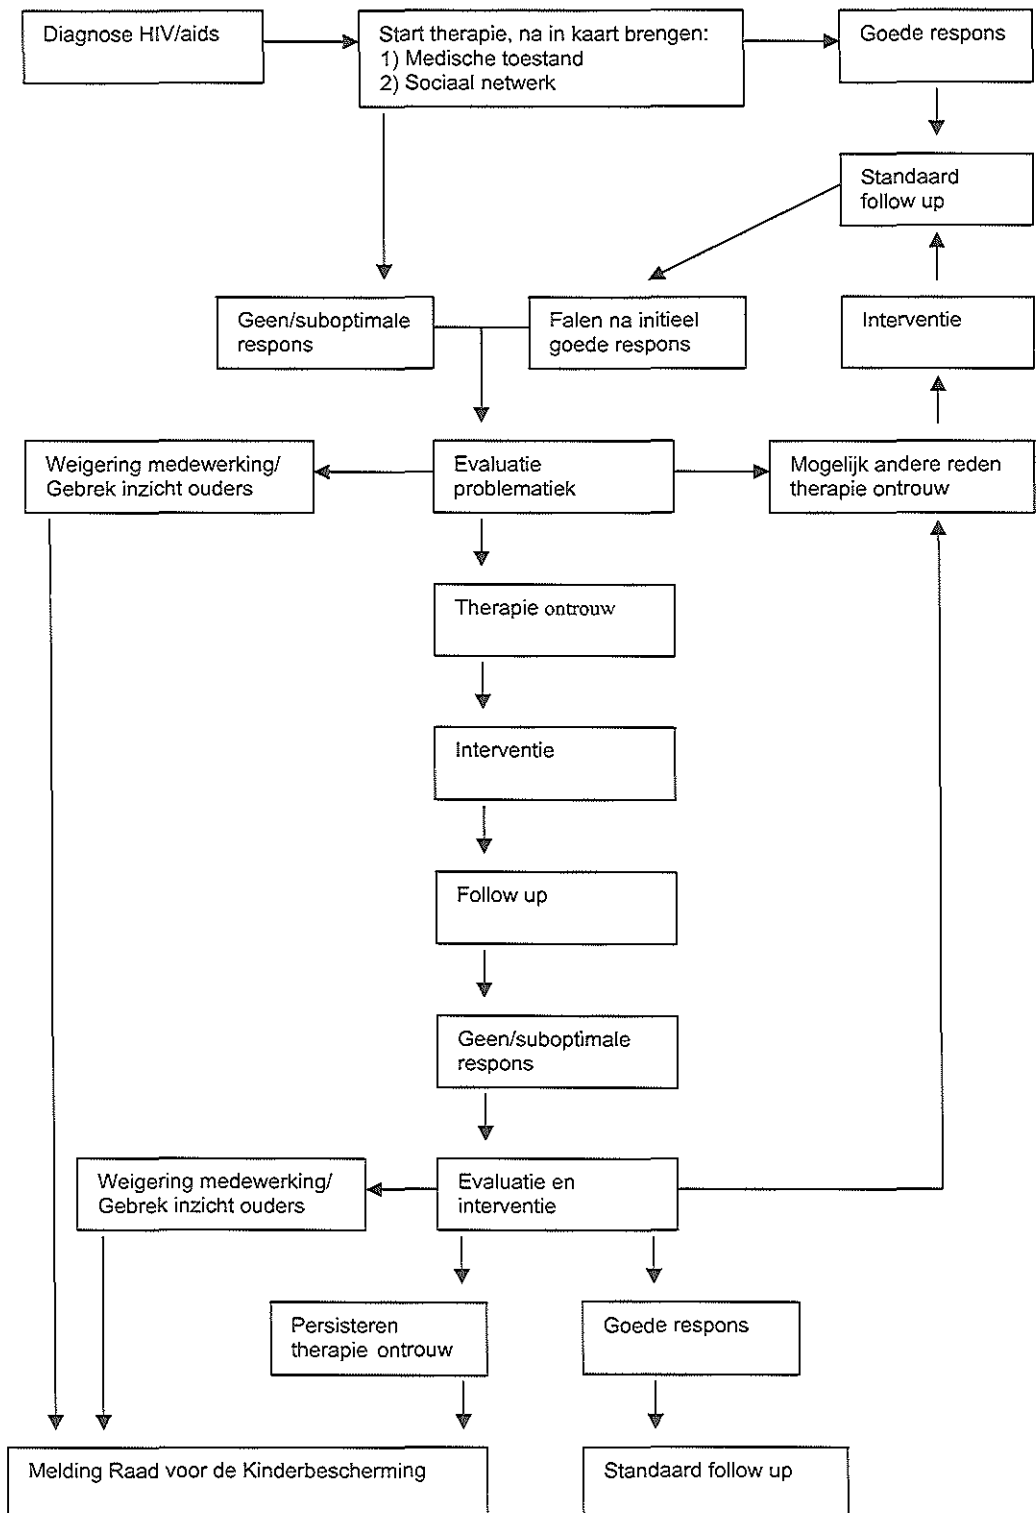 Diagnose HIV/aids
Start therapie, na in kaart brengen:
1) Medische toestand
2) Sociaal netwerk
Goede respons
Standaard
follow up
Geen/suboptimale
respons
Falen na initieel
goede respons
Interventie
Weigering medewerking/
Gebrek inzicht ouders
Evaluatie
problematiek
Mogelijk andere reden
therapie ontrouw
Therapie ontrouw
Interventie
Follow up
Geen/suboptimale
respons
Weigering medewerking/
Gebrek inzicht ouders
Evaluatie en
interventie
Persisteren
therapie ontrouw
Goede respons
Melding Raad voor de Kinderbescherming
Standaard follow up